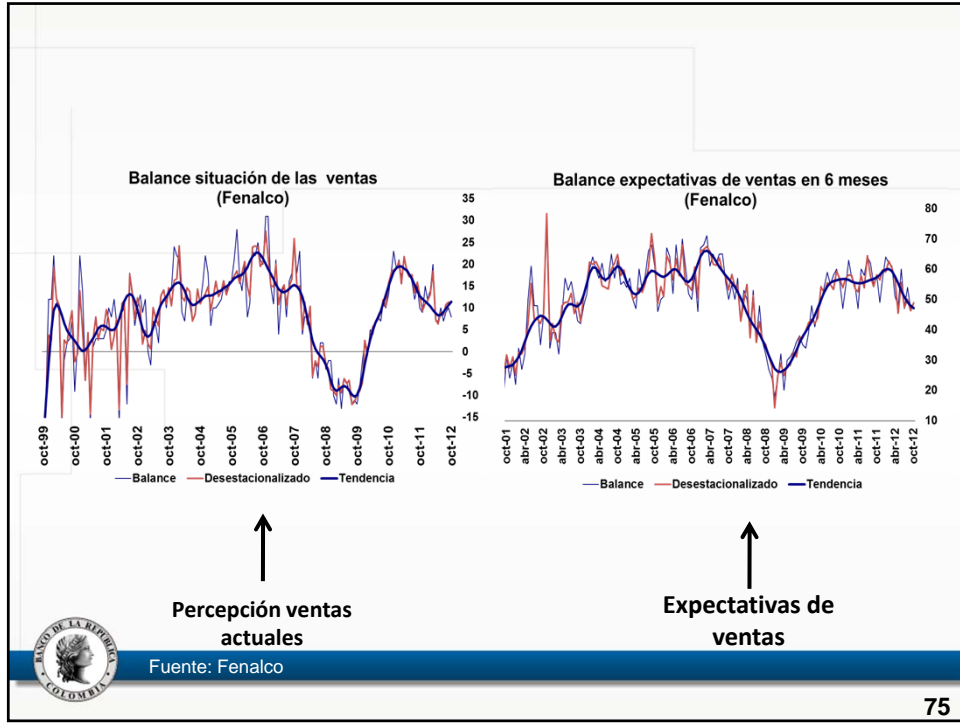 Balance situación de las ventas
(Fenalco)
35
30
25
20
15
10
5
0
-5
-10
-15
oct-99
oct-00
oct-01
oct-02
oct-03
oct-04
oct-05
oct-06
oct-07
oct-08
oct-09
oct-10
oct-11
oct-12
Balance Desestacionalizado Tendencia
Balance expectativas de ventas en 6 meses
(Fenalco)
80
70
60
50
40
30
20
10
oct-01
abr-02
oct-02
abr-03
oct-03
abr-04
oct-04
abr-05
oct-05
abr-06
oct-06
abr-07
oct-07
abr-08
oct-08
abr-09
oct-09
abr-10
oct-10
abr-11
oct-11
abr-12
oct-12
Balance Desestacionalizado Tendencia
Percepción ventas
actuales
Expectativas de
ventas
BANCO DE LA REPÚBLICA
COLOMBIA
Fuente: Fenalco
75